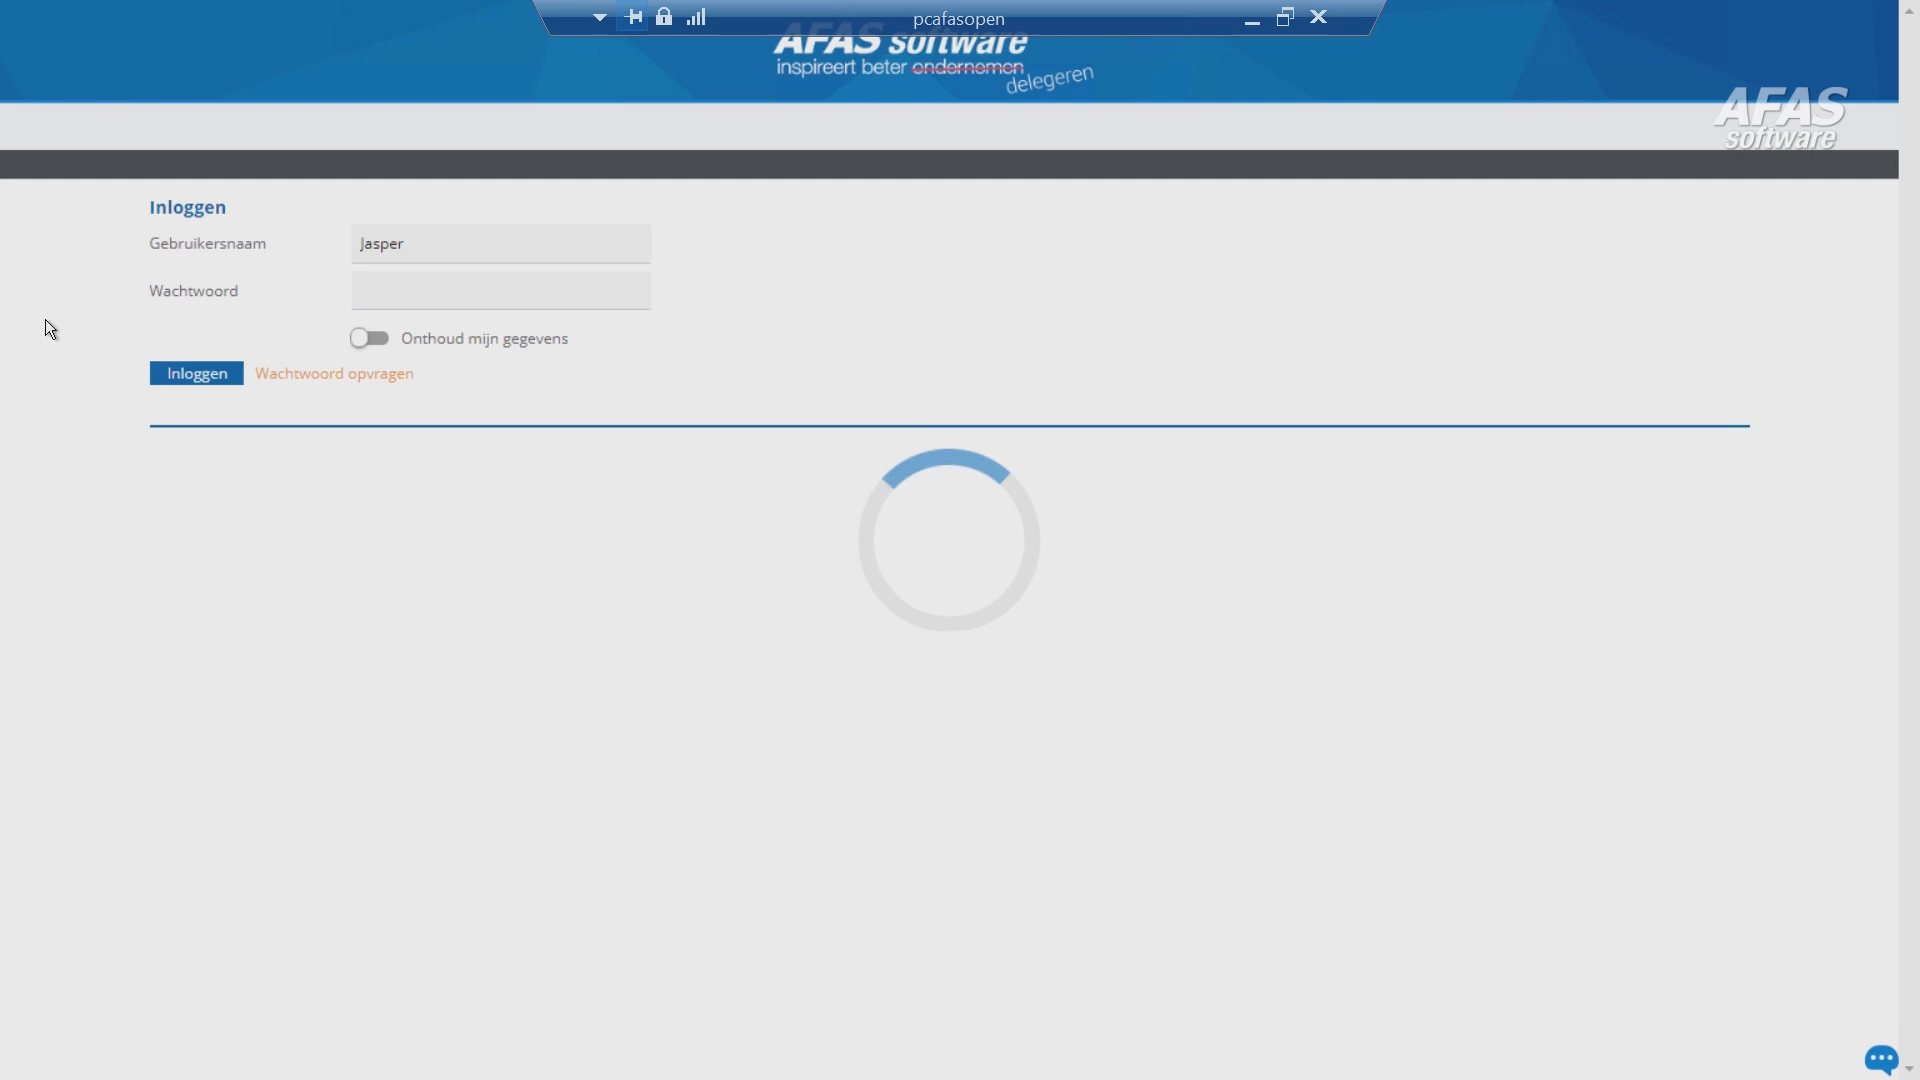 pcafasopen
AFAS software
inspireert beter ondernemen
delegeren
AFAS
software
Inloggen
Gebruikersnaam
Jasper
Wachtwoord
Onthoud mijn gegevens
Inloggen
Wachtwoord opvragen